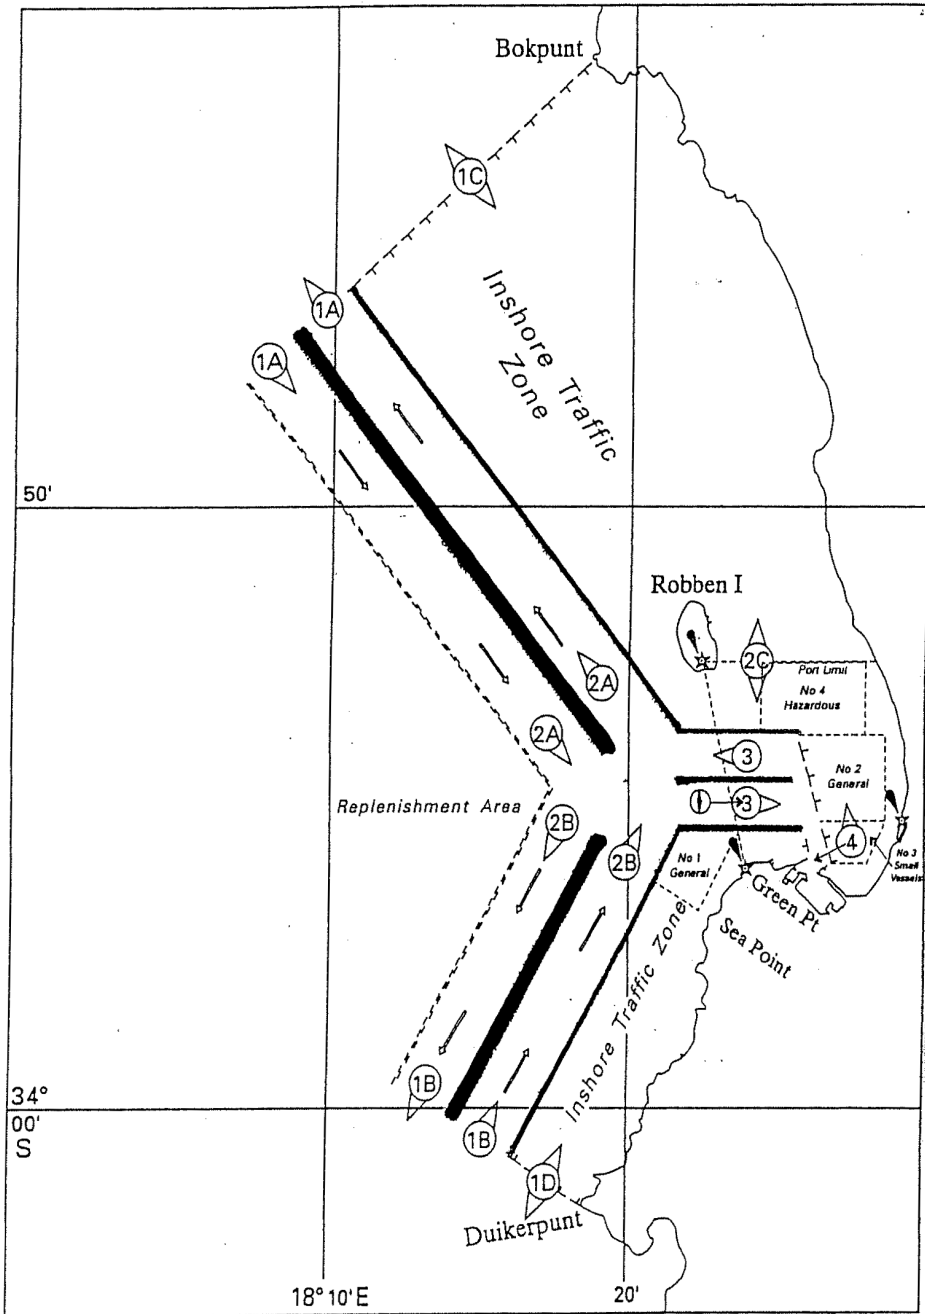 Bokpunt
1C
Inshore Traffic
Zone
1A
1A
50'
Robben I
2C
Port Limit
No 4
Hazardous
2A
2A
3
No 2
General
Replenishment Area
3
2B
2B
4
No 1
General
No 3
Small
Vessels
Green Pt
Sea Point
Inshore Traffic Zone
1B
34°
00'
S
1B
1D
Duikerpunt
18°10'E
20'